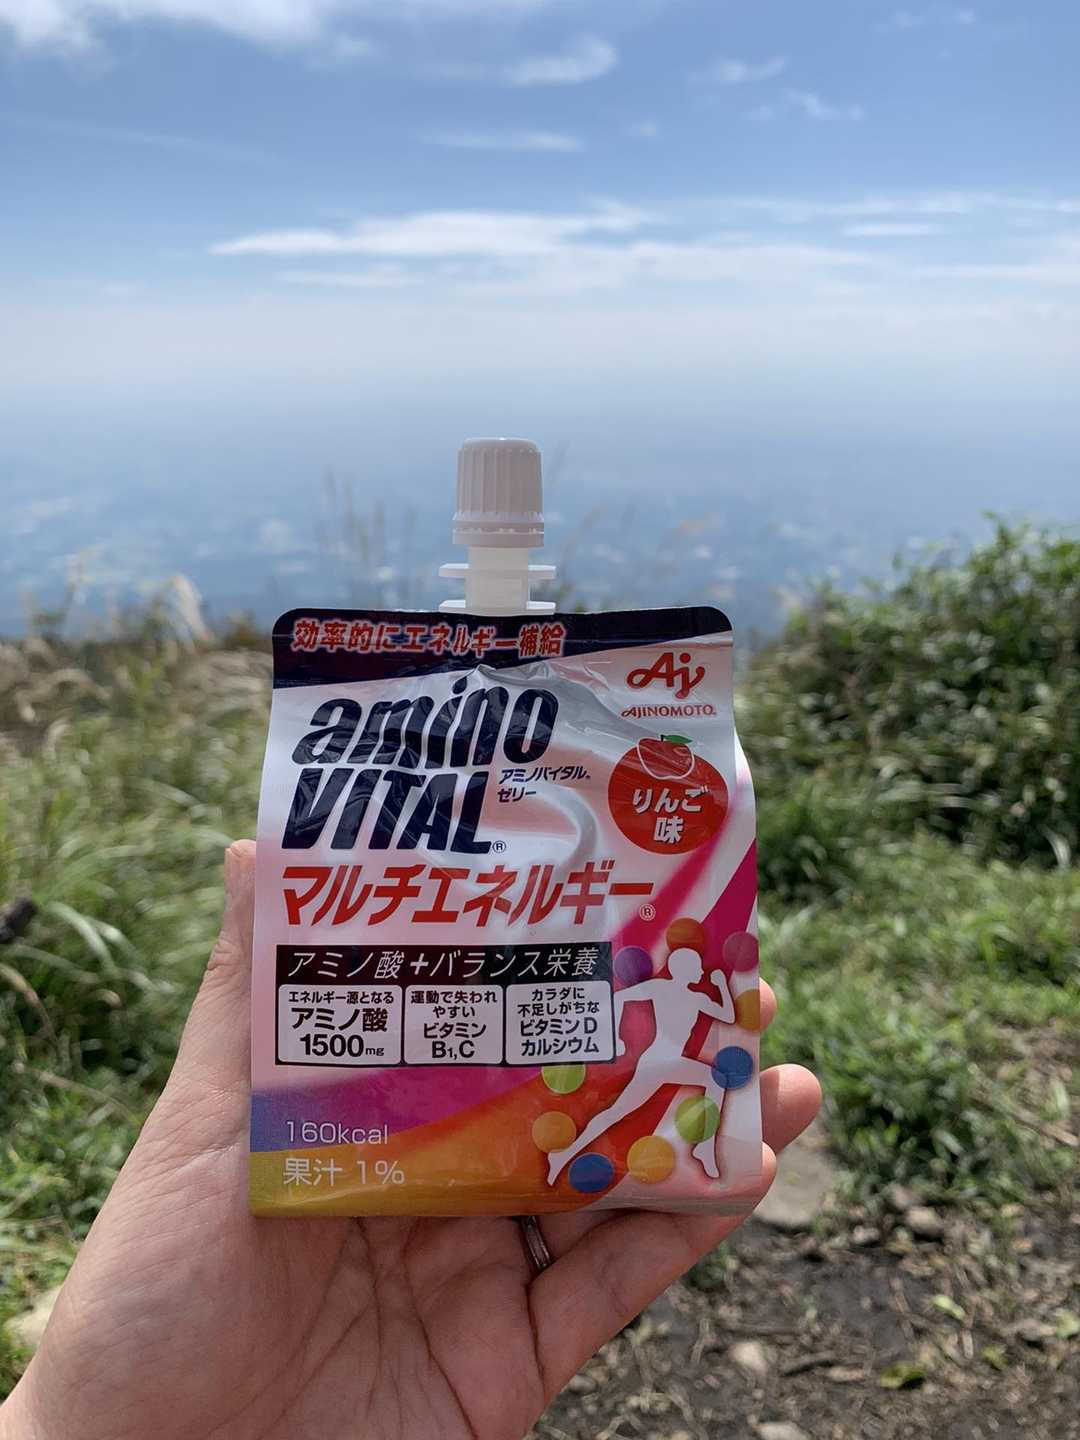 効率的にエネルギー補給
Aj
AJINOMOTO®
amino
VITAL®
アミノバイタル®
ゼリー
りんご
味
マルチエネルギー®
アミノ酸+バランス栄養
エネルギー源となる
アミノ酸
1500mg
運動で失われ
やすい
ビタミン
B1,C
カラダに
不足しがちな
ビタミンD
カルシウム
160kcal
果汁 1%